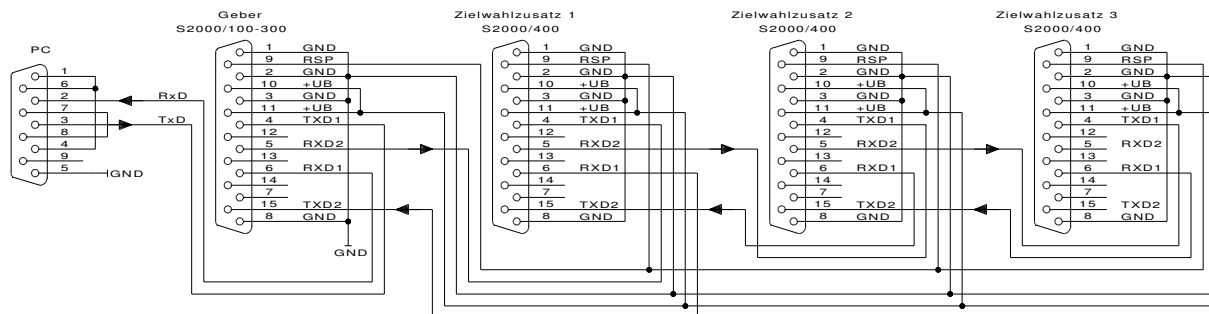 Geber
S2000/100-300
Zielwahlzusatz 1
S2000/400
Zielwahlzusatz 2
S2000/400
Zielwahlzusatz 3
S2000/400
PC
1
6
2 RxD
7
3 TxD
8
4
9
5 GND
1 GND
9 RSP
2 GND
10 +UB
3 GND
11 +UB
4 TXD1
12
5 RXD2
13
6 RXD1
14
7
15 TXD2
8 GND
GND
1 GND
9 RSP
2 GND
10 +UB
3 GND
11 +UB
4 TXD1
12
5 RXD2
13
6 RXD1
14
7
15 TXD2
8 GND
1 GND
9 RSP
2 GND
10 +UB
3 GND
11 +UB
4 TXD1
12
5 RXD2
13
6 RXD1
14
7
15 TXD2
8 GND
1 GND
9 RSP
2 GND
10 +UB
3 GND
11 +UB
4 TXD1
12
5 RXD2
13
6 RXD1
14
7
15 TXD2
8 GND